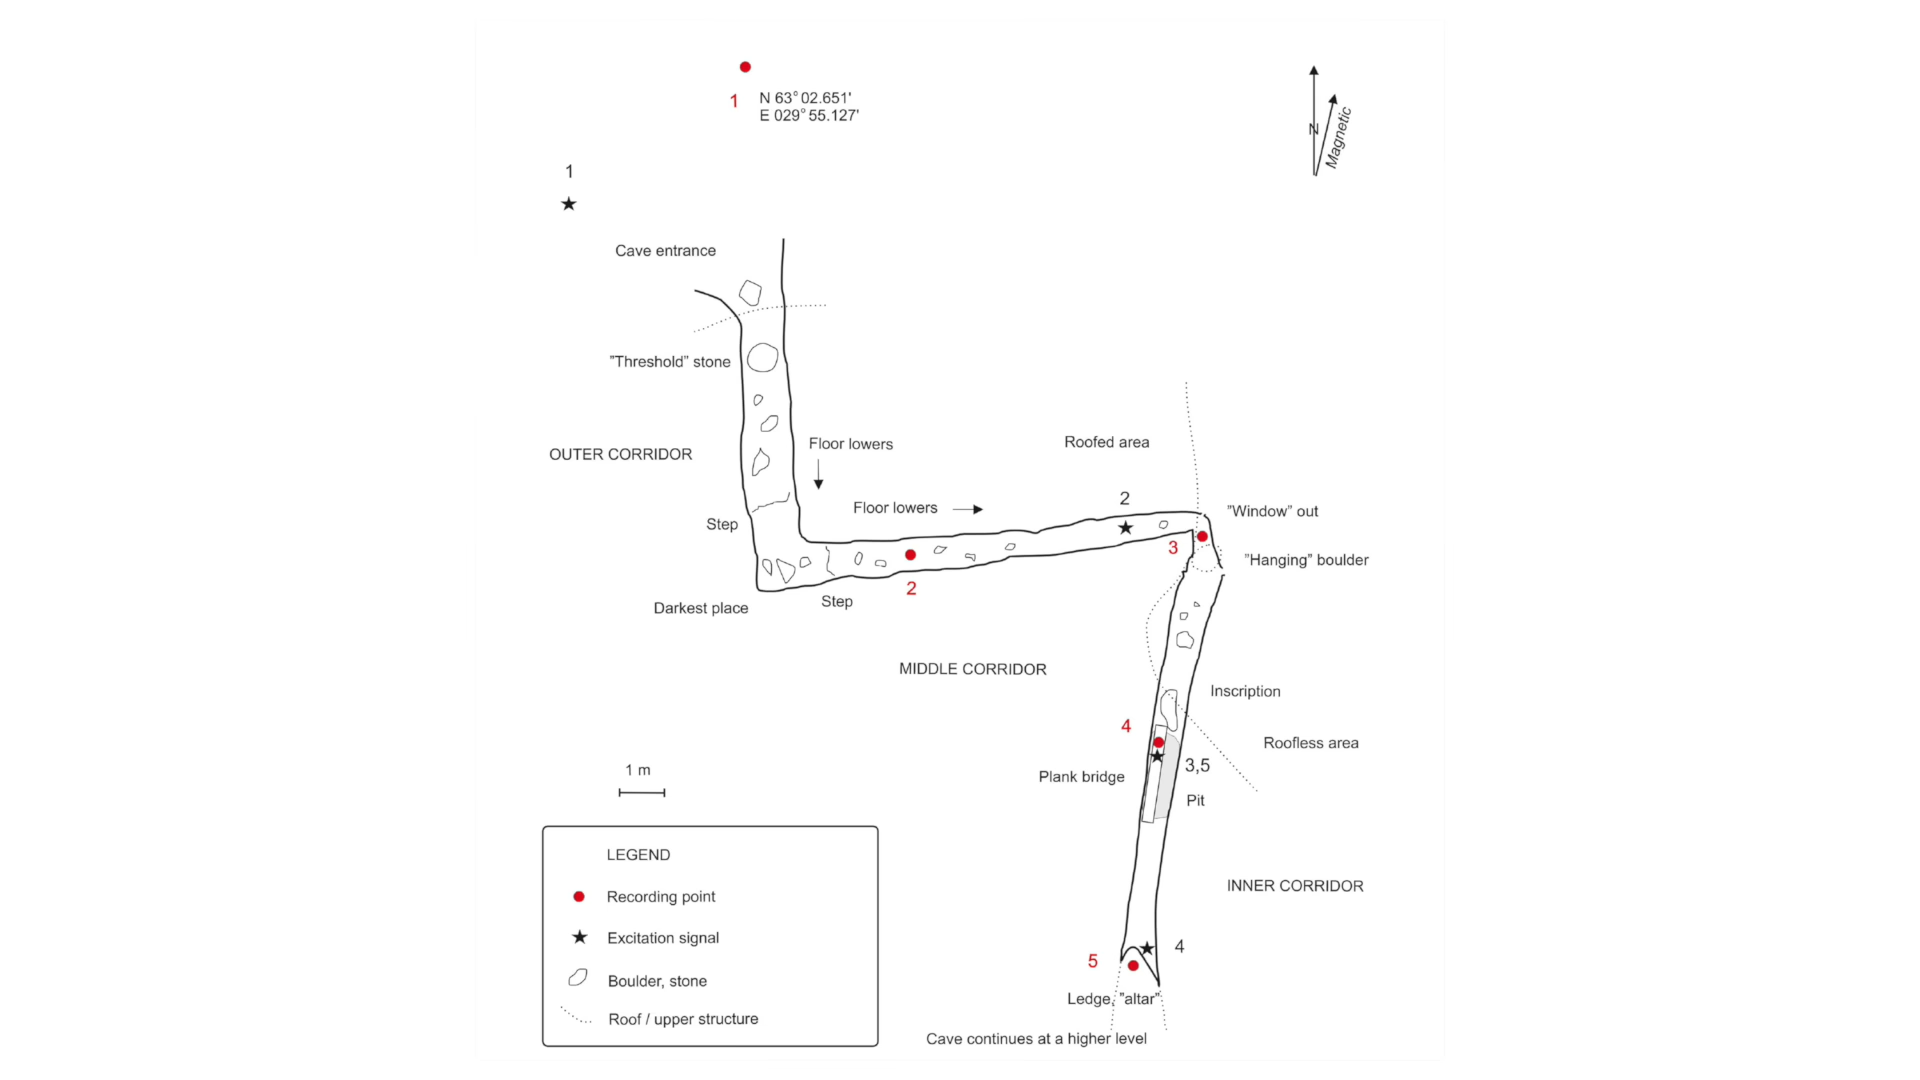 1
N 63° 02.651'
E 029° 55.127'
N
Magnetic
1
Cave entrance
”Threshold” stone
OUTER CORRIDOR
Floor lowers
Roofed area
Floor lowers
2
”Window” out
Step
3
”Hanging” boulder
2
Step
Darkest place
MIDDLE CORRIDOR
Inscription
4
Roofless area
3,5
1 m
Plank bridge
Pit
LEGEND
Recording point
Excitation signal
Boulder, stone
Roof / upper structure
INNER CORRIDOR
4
5
Ledge, ”altar”
Cave continues at a higher level